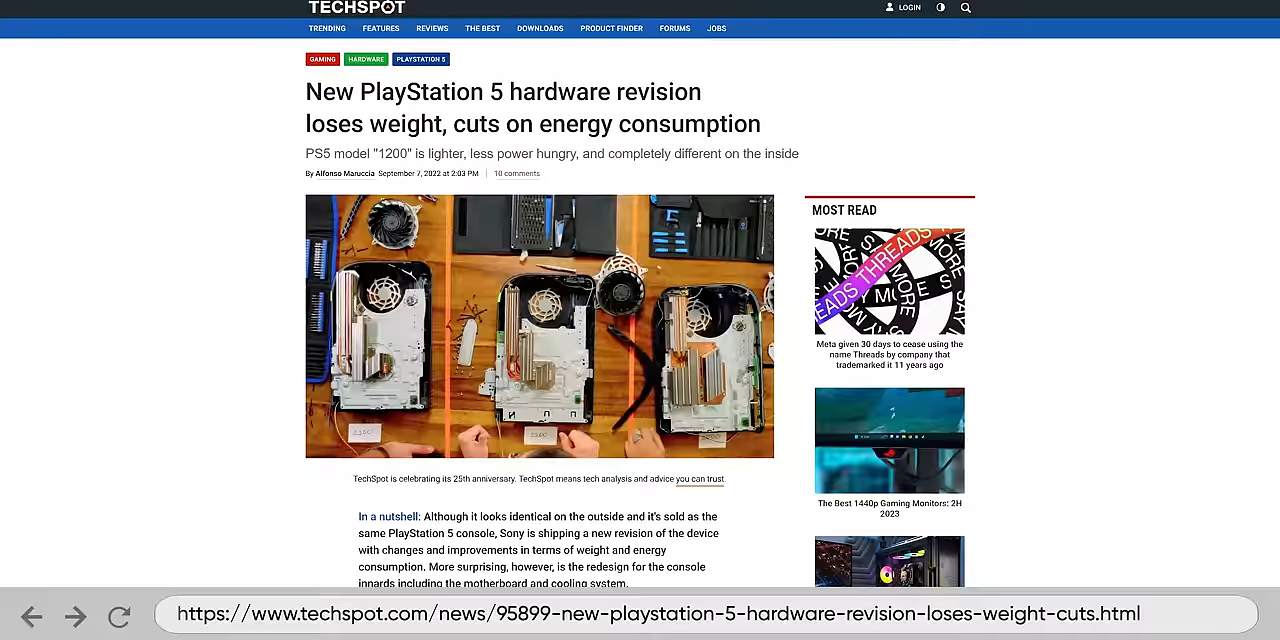 TECHSPOT
LOGIN
TRENDING FEATURES REVIEWS THE BEST DOWNLOADS PRODUCT FINDER FORUMS JOBS
GAMING HARDWARE PLAYSTATION 5
New PlayStation 5 hardware revision
loses weight, cuts on energy consumption
PS5 model "1200" is lighter, less power hungry, and completely different on the inside
By Alfonso Maruccia September 7, 2022 at 2:03 PM 10 comments
MOST READ
THREADS
SAY MORE
Meta given 30 days to cease using the
name Threads by company that
trademarked it 11 years ago
The Best 1440p Gaming Monitors: 2H
2023
TechSpot is celebrating its 25th anniversary. TechSpot means tech analysis and advice you can trust.
In a nutshell: Although it looks identical on the outside and it's sold as the
same PlayStation 5 console, Sony is shipping a new revision of the device
with changes and improvements in terms of weight and energy
consumption. More surprising, however, is the redesign for the console
innards including the motherboard and cooling system.
https://www.techspot.com/news/95899-new-playstation-5-hardware-revision-loses-weight-cuts.html